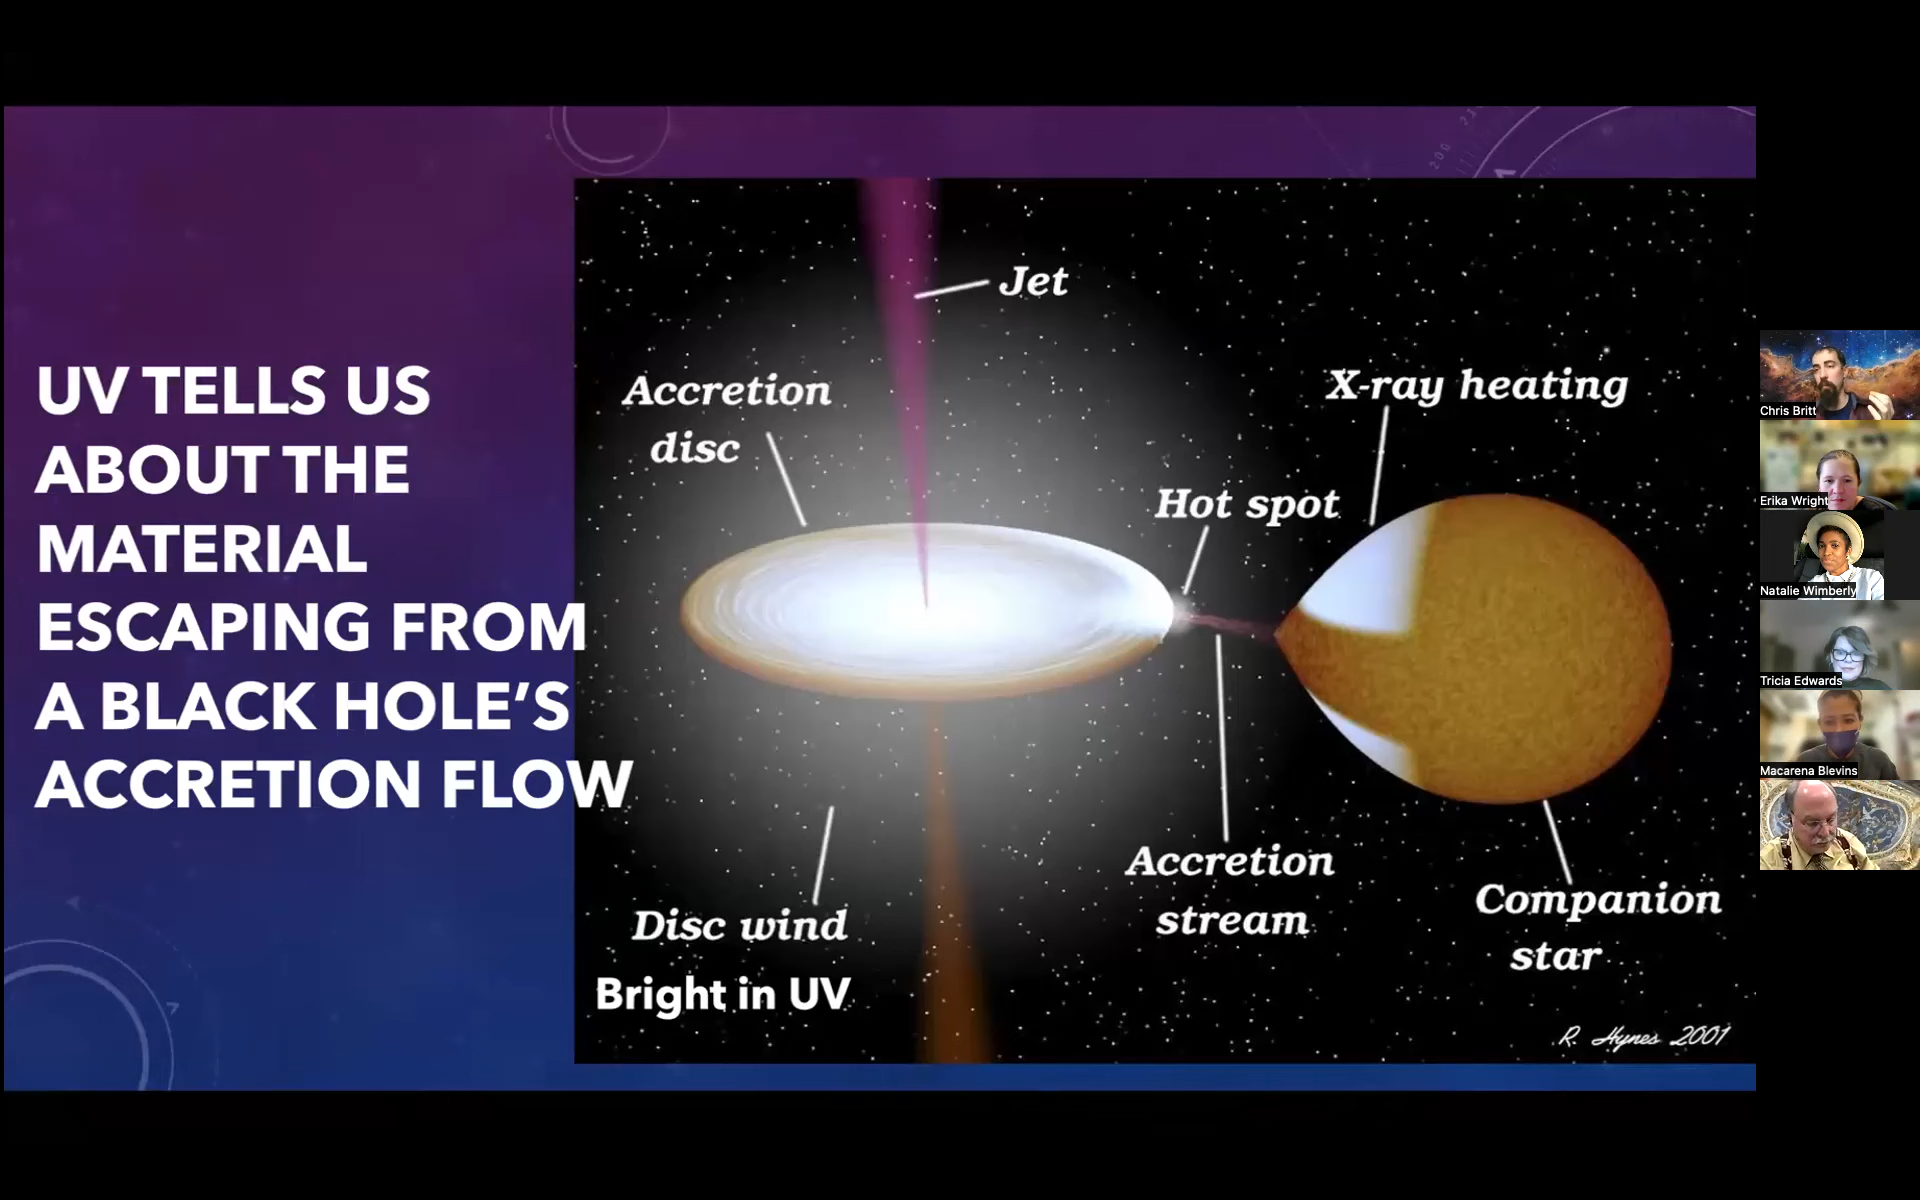 UV TELLS US
ABOUT THE
MATERIAL
ESCAPING FROM
A BLACK HOLE'S
ACCRETION FLOW
Jet
Accretion
disc
X-ray heating
Hot spot
Accretion
stream
Companion
star
Disc wind
Bright in UV
R. Hynes 2001
200
Chris Britt
Erika Wright
Natalie Wimberly
Tricia Edwards
Macarena Blevins